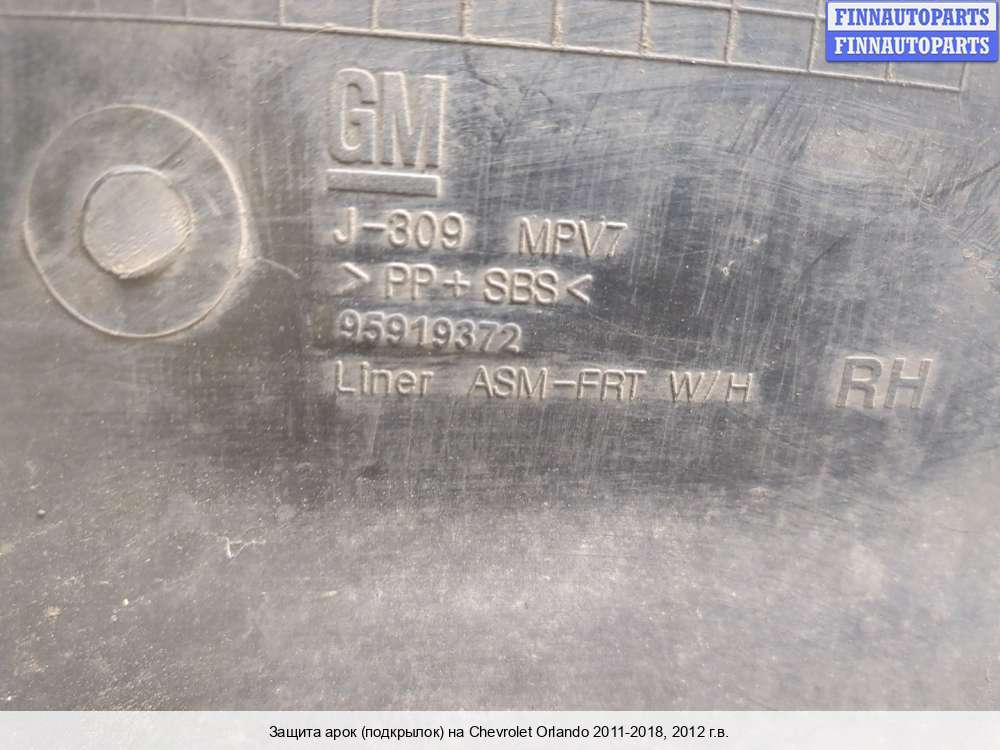 FINNAUTOPARTS
FINNAUTOPARTS
GM
J-309 MPV7
>PP+SBS<
95919372
Liner ASM-FRT W/H RH
Защита арок (подкрылок) на Chevrolet Orlando 2011-2018, 2012 г.в.